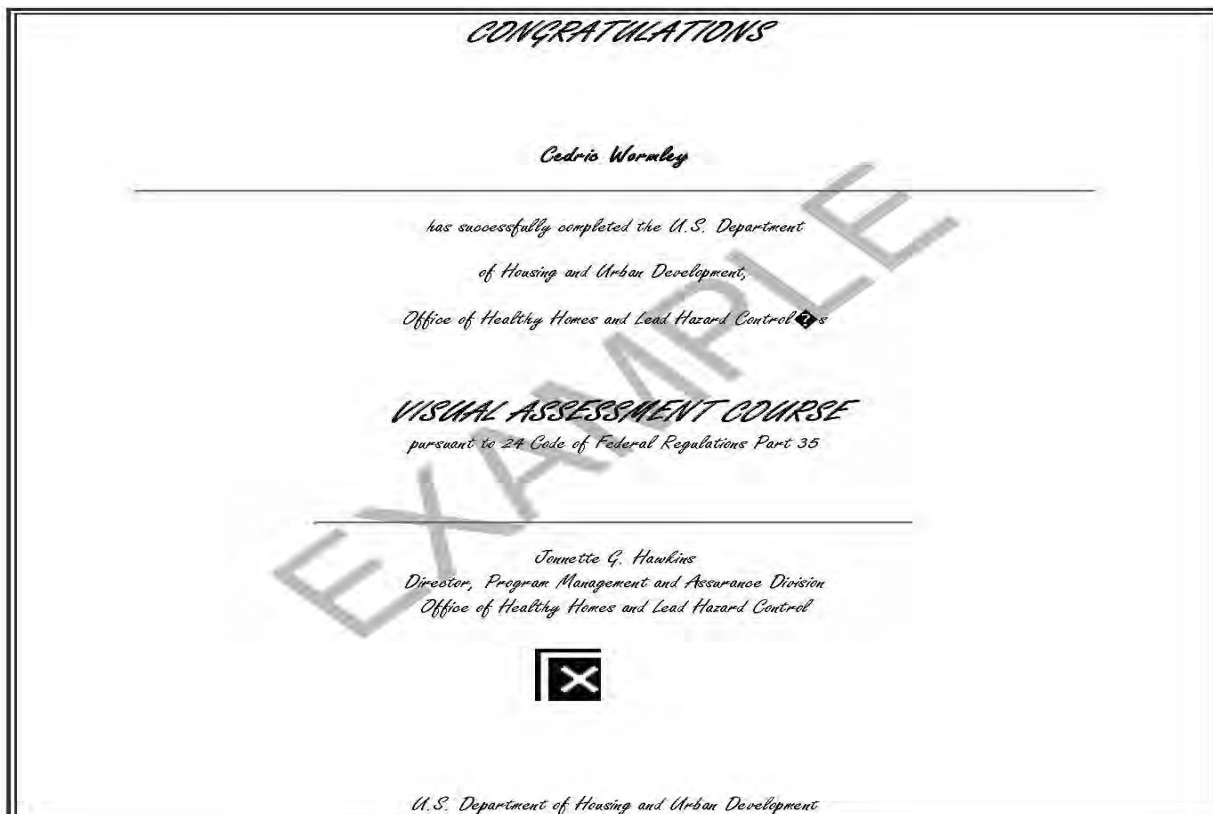 CONGRATULATIONS
Cedric Wormley
has successfully completed the U.S. Department
of Housing and Urban Development,
Office of Healthy Homes and Lead Hazard Control�s
VISUAL ASSESSMENT COURSE
pursuant to 24 Code of Federal Regulations Part 35
EXAMPLE
Jonnette G. Hawkins
Director, Program Management and Assurance Division
Office of Healthy Homes and Lead Hazard Control
U.S. Department of Housing and Urban Development